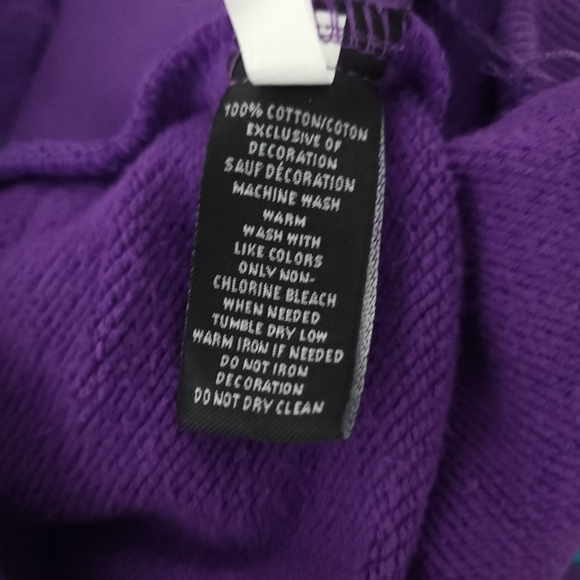 100% COTTON/COTON
EXCLUSIVE OF
DECORATION
SAUF DÉCORATION
MACHINE WASH
WARM
WASH WITH
LIKE COLORS
ONLY NON-
CHLORINE BLEACH
WHEN NEEDED
TUMBLE DRY LOW
WARM IRON IF NEEDED
DO NOT IRON
DECORATION
DO NOT DRY CLEAN